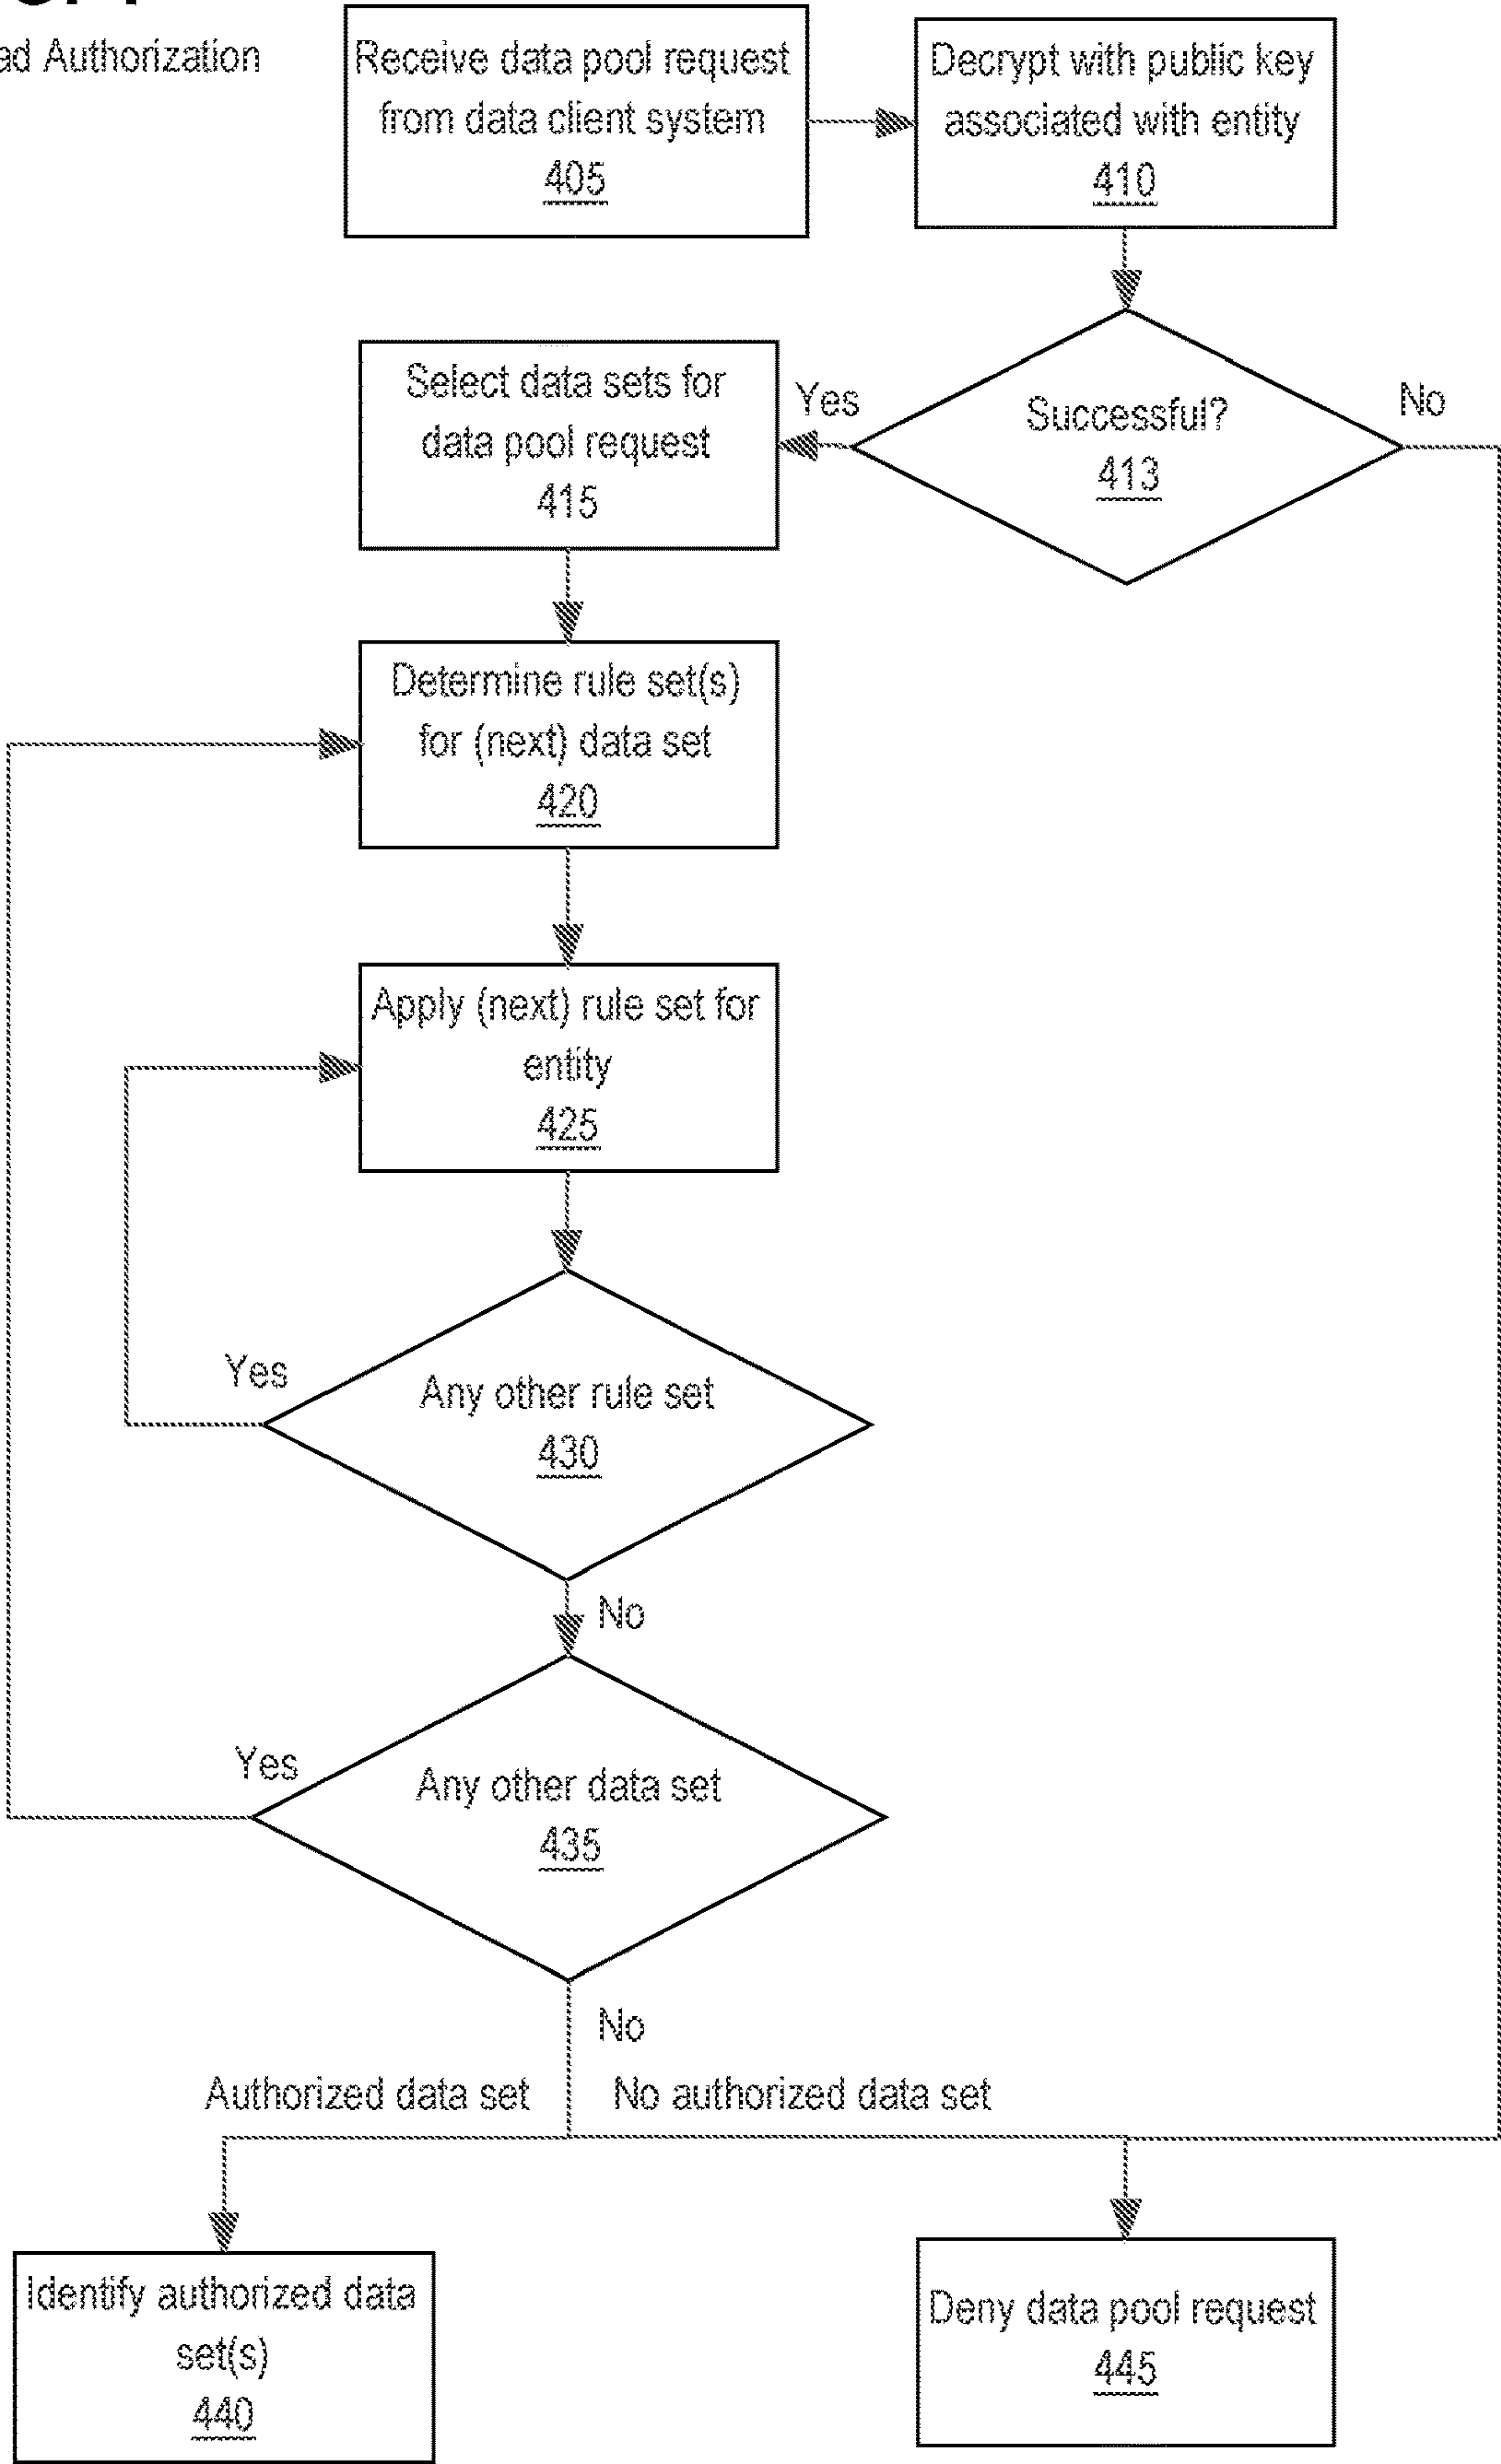 ad Authorization
Receive data pool request
from data client system
405
Decrypt with public key
associated with entity
410
Successful?
413
Yes
No
Select data sets for
data pool request
415
Determine rule set(s)
for (next) data set
420
Apply (next) rule set for
entity
425
Any other rule set
430
Yes
No
Any other data set
435
Yes
No
Authorized data set
No authorized data set
Identify authorized data
set(s)
440
Deny data pool request
445